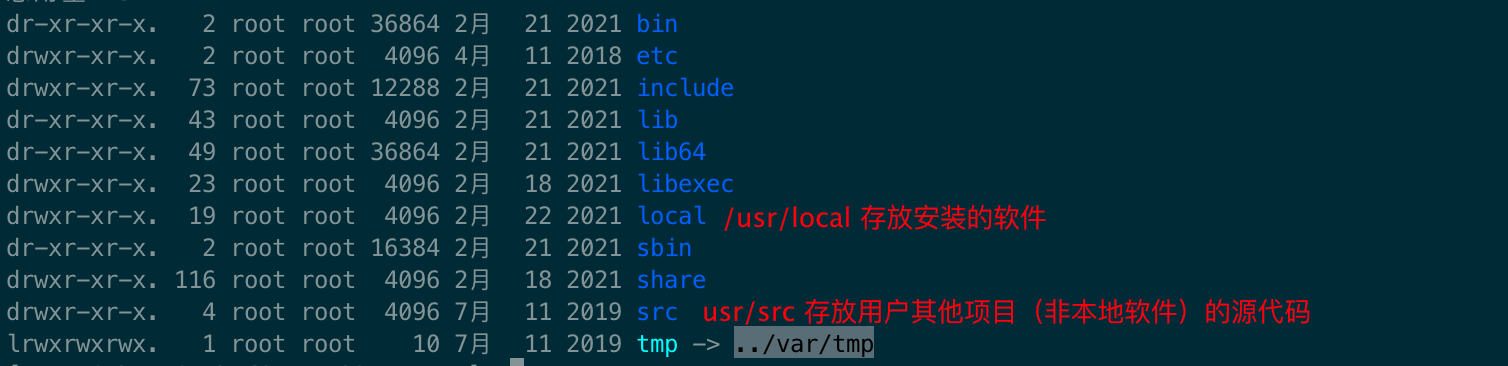 dr-xr-xr-x.   2 root root 36864 2月  21 2021 bin
drwxr-xr-x.   2 root root  4096 4月  11 2018 etc
drwxr-xr-x.  73 root root 12288 2月  21 2021 include
dr-xr-xr-x.  43 root root  4096 2月  21 2021 lib
dr-xr-xr-x.  49 root root 36864 2月  21 2021 lib64
drwxr-xr-x.  23 root root  4096 2月  18 2021 libexec
drwxr-xr-x.  19 root root  4096 2月  22 2021 local /usr/local 存放安装的软件
dr-xr-xr-x.   2 root root 16384 2月  21 2021 sbin
drwxr-xr-x. 116 root root  4096 2月  18 2021 share
drwxr-xr-x.   4 root root  4096 7月  11 2019 src usr/src 存放用户其他项目（非本地软件）的源代码
lrwxrwxrwx.   1 root root    10 7月  11 2019 tmp -> ../var/tmp